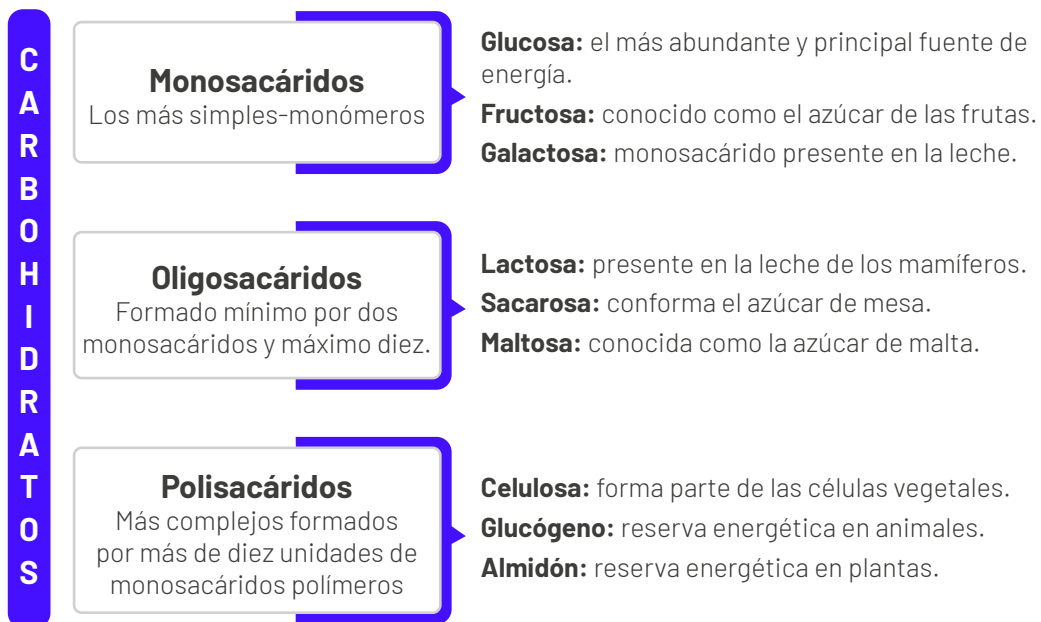 CARBOHIDRATOS
Monosacáridos
Los más simples-monómeros
Glucosa: el más abundante y principal fuente de
energía.
Fructosa: conocido como el azúcar de las frutas.
Galactosa: monosacárido presente en la leche.
Oligosacáridos
Formado mínimo por dos
monosacáridos y máximo diez.
Lactosa: presente en la leche de los mamíferos.
Sacarosa: conforma el azúcar de mesa.
Maltosa: conocida como la azúcar de malta.
Polisacáridos
Más complejos formados
por más de diez unidades de
monosacáridos polímeros
Celulosa: forma parte de las células vegetales.
Glucógeno: reserva energética en animales.
Almidón: reserva energética en plantas.